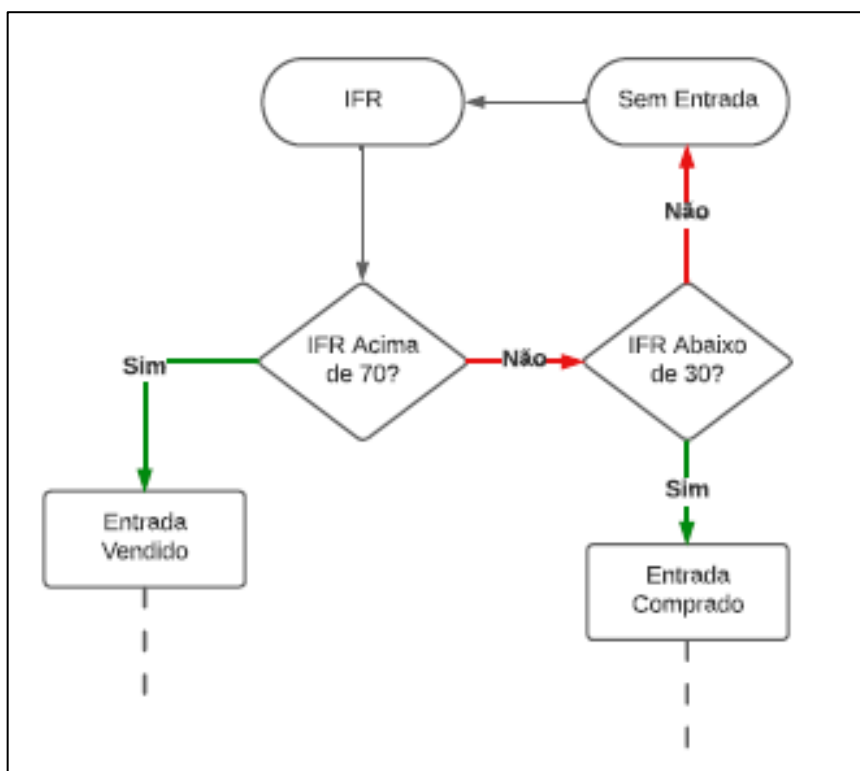 IFR
Sem Entrada
Não
IFR Acima
de 70?
Não
IFR Abaixo
de 30?
Sim
Sim
Entrada
Vendido
Entrada
Comprado